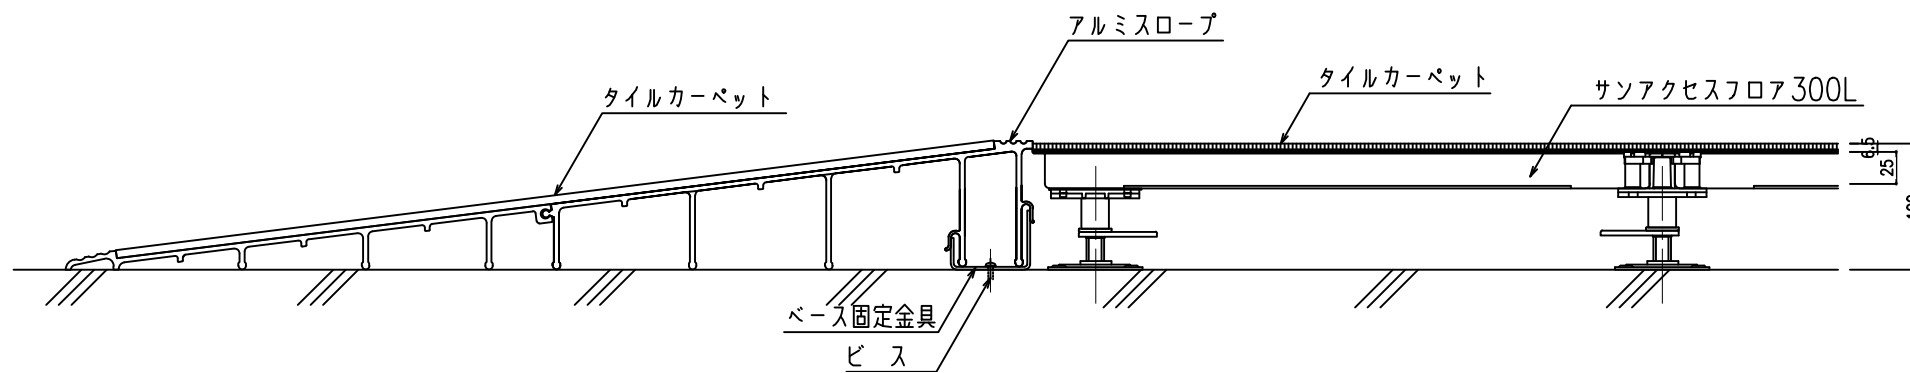 アルミスロープ
タイルカーペット
サンアクセスフロア300L
タイルカーペット
6.5
25
ベース固定金具
ビス